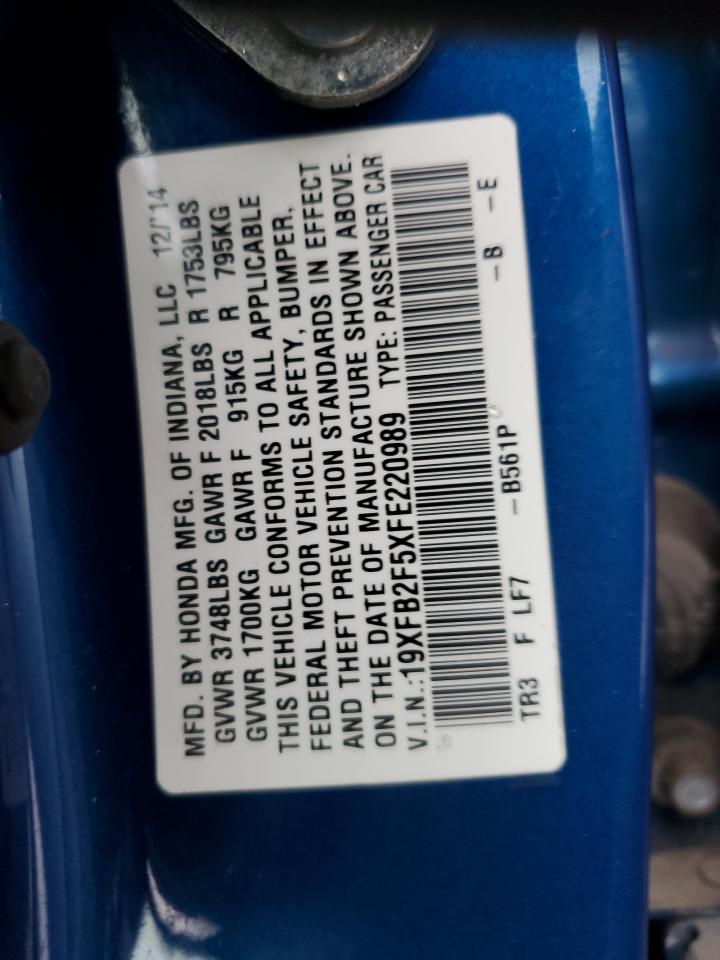 MFD. BY HONDA MFG. OF INDIANA, LLC 12/14
GVWR 3748LBS GAWR F 2018LBS R 1753LBS
GVWR 1700KG GAWR F 915KG R 795KG
THIS VEHICLE CONFORMS TO ALL APPLICABLE
FEDERAL MOTOR VEHICLE SAFETY, BUMPER,
AND THEFT PREVENTION STANDARDS IN EFFECT
ON THE DATE OF MANUFACTURE SHOWN ABOVE.
V.I.N.:19XFB2F5XFE220989 TYPE: PASSENGER CAR
TR3 F LF7 -B561P -B -E